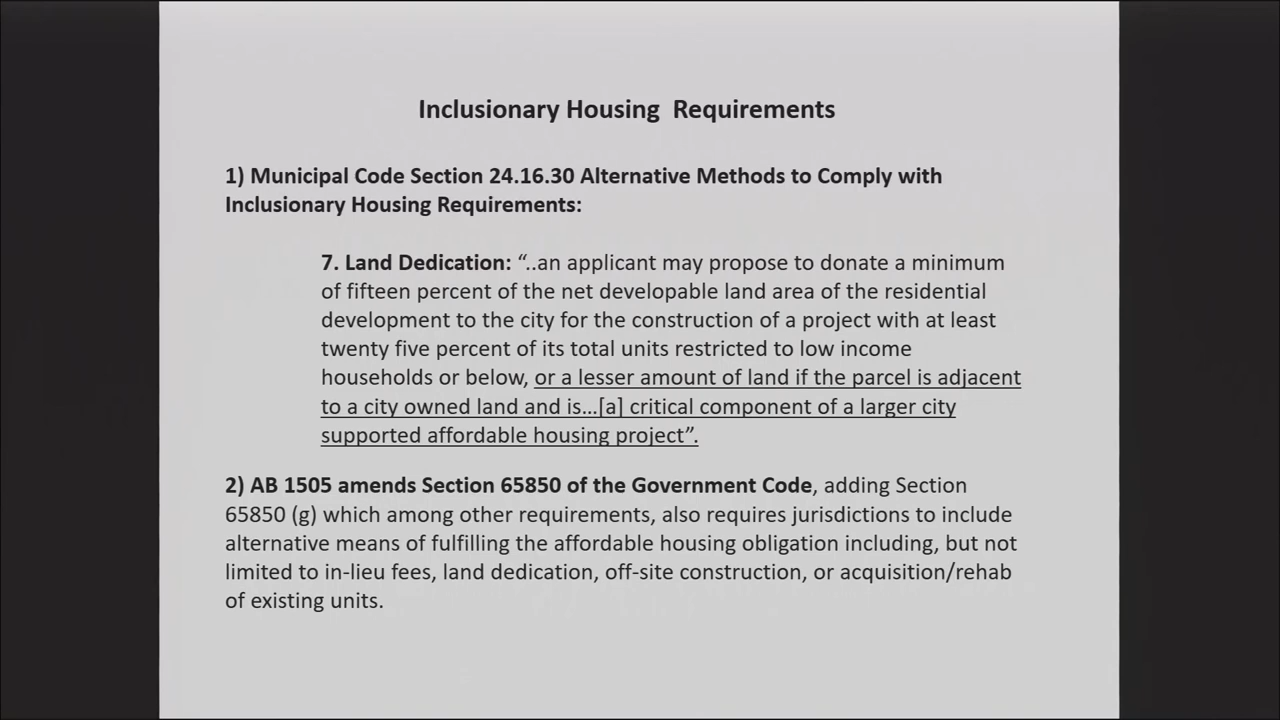 Inclusionary Housing  Requirements
1) Municipal Code Section 24.16.30 Alternative Methods to Comply with
Inclusionary Housing Requirements:
7. Land Dedication: “..an applicant may propose to donate a minimum
of fifteen percent of the net developable land area of the residential
development to the city for the construction of a project with at least
twenty five percent of its total units restricted to low income
households or below, or a lesser amount of land if the parcel is adjacent
to a city owned land and is...[a] critical component of a larger city
supported affordable housing project”.
2) AB 1505 amends Section 65850 of the Government Code, adding Section
65850 (g) which among other requirements, also requires jurisdictions to include
alternative means of fulfilling the affordable housing obligation including, but not
limited to in-lieu fees, land dedication, off-site construction, or acquisition/rehab
of existing units.